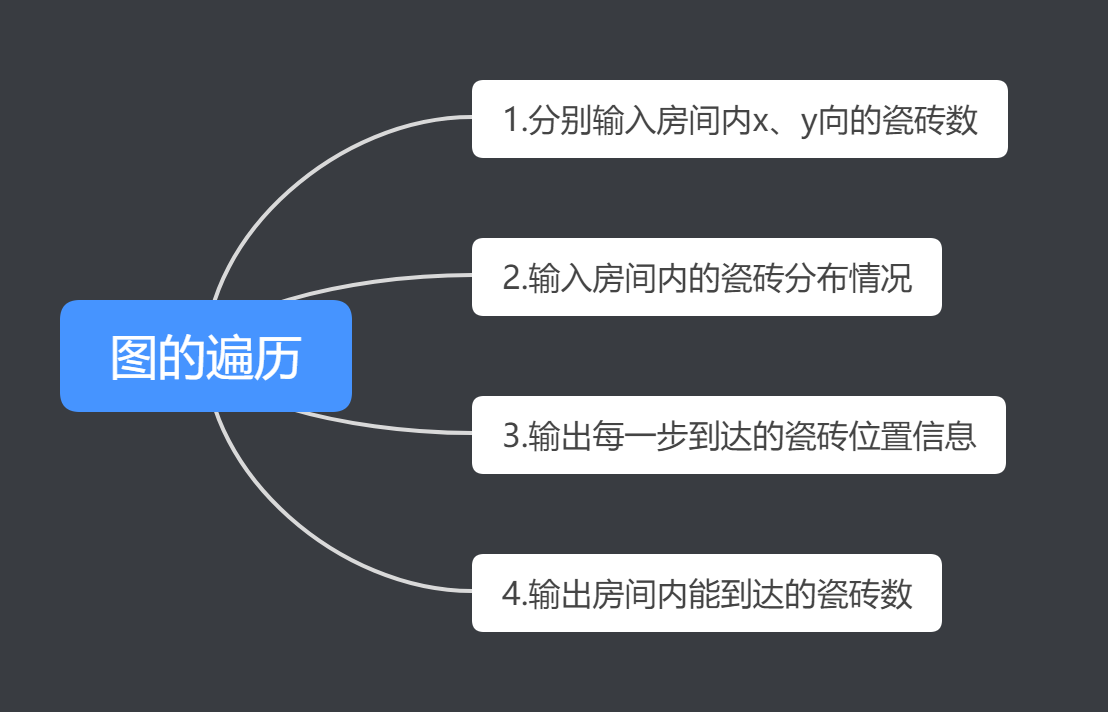 图的遍历
1.分别输入房间内x、y向的瓷砖数
2.输入房间内的瓷砖分布情况
3.输出每一步到达的瓷砖位置信息
4.输出房间内能到达的瓷砖数